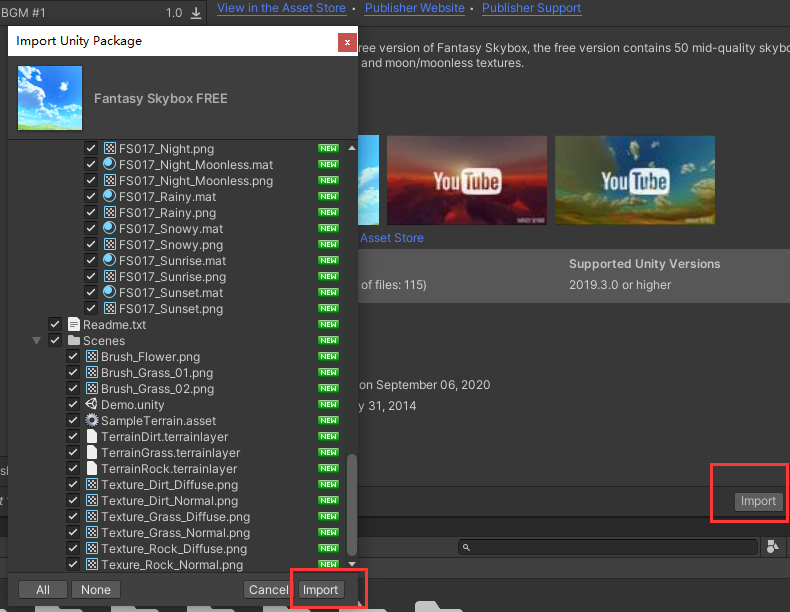 BGM #1
1.0
View in the Asset Store
•
Publisher Website
•
Publisher Support
Import Unity Package
x
ree version of Fantasy Skybox, the free version contains 50 mid-quality skybo
and moon/moonless textures.
Fantasy Skybox FREE
FS017_Night.png NEW
FS017_Night_Moonless.mat NEW
FS017_Night_Moonless.png NEW
FS017_Rainy.mat NEW
FS017_Rainy.png NEW
FS017_Snowy.mat NEW
FS017_Snowy.png NEW
FS017_Sunrise.mat NEW
FS017_Sunrise.png NEW
FS017_Sunset.mat NEW
FS017_Sunset.png NEW
Readme.txt NEW
Scenes NEW
Brush_Flower.png NEW
Brush_Grass_01.png NEW
Brush_Grass_02.png NEW
Demo.unity NEW
SampleTerrain.asset NEW
TerrainDirt.terrainlayer NEW
TerrainGrass.terrainlayer NEW
TerrainRock.terrainlayer NEW
Texture_Dirt_Diffuse.png NEW
Texture_Dirt_Normal.png NEW
Texture_Grass_Diffuse.png NEW
Texture_Grass_Normal.png NEW
Texture_Rock_Diffuse.png NEW
Texure_Rock_Normal.png NEW
All
None
Cancel
Import
YouTube
YouTube
Asset Store
Supported Unity Versions
of files: 115)
2019.3.0 or higher
on September 06, 2020
y 31, 2014
Import